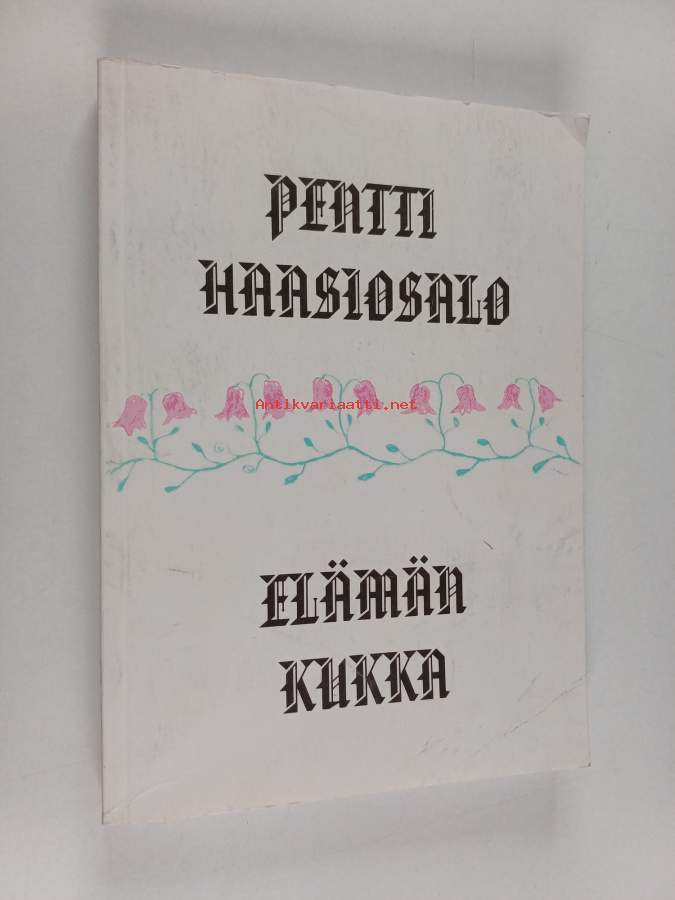 PENTTI
HAASIOSALO
Antikvariaatti.net
ELÄMÄN
KUKKA